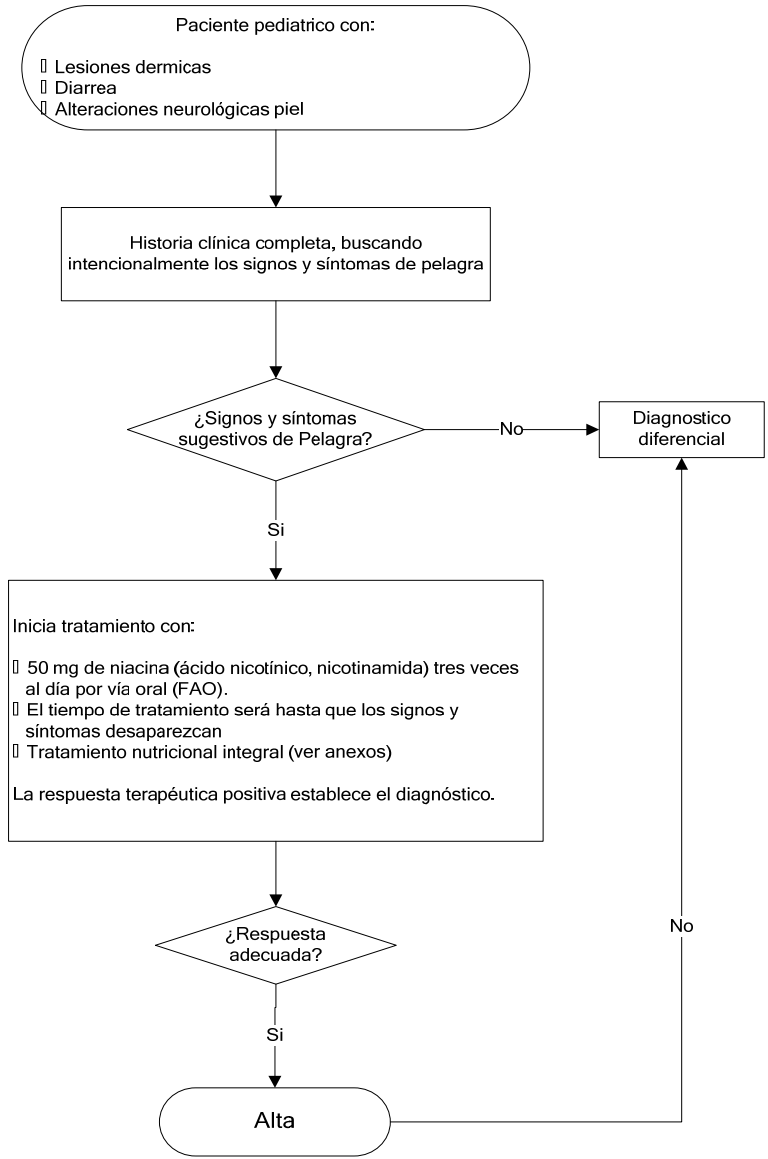 Paciente pediatrico con:
▯ Lesiones dermicas
▯ Diarrea
▯ Alteraciones neurológicas piel
Historia clínica completa, buscando
intencionalmente los signos y síntomas de pelagra
¿Signos y síntomas
sugestivos de Pelagra?
No
Diagnostico
diferencial
Si
Inicia tratamiento con:
▯ 50 mg de niacina (ácido nicotínico, nicotinamida) tres veces
al día por vía oral (FAO).
▯ El tiempo de tratamiento será hasta que los signos y
síntomas desaparezcan
▯ Tratamiento nutricional integral (ver anexos)
La respuesta terapéutica positiva establece el diagnóstico.
¿Respuesta
adecuada?
No
Si
Alta